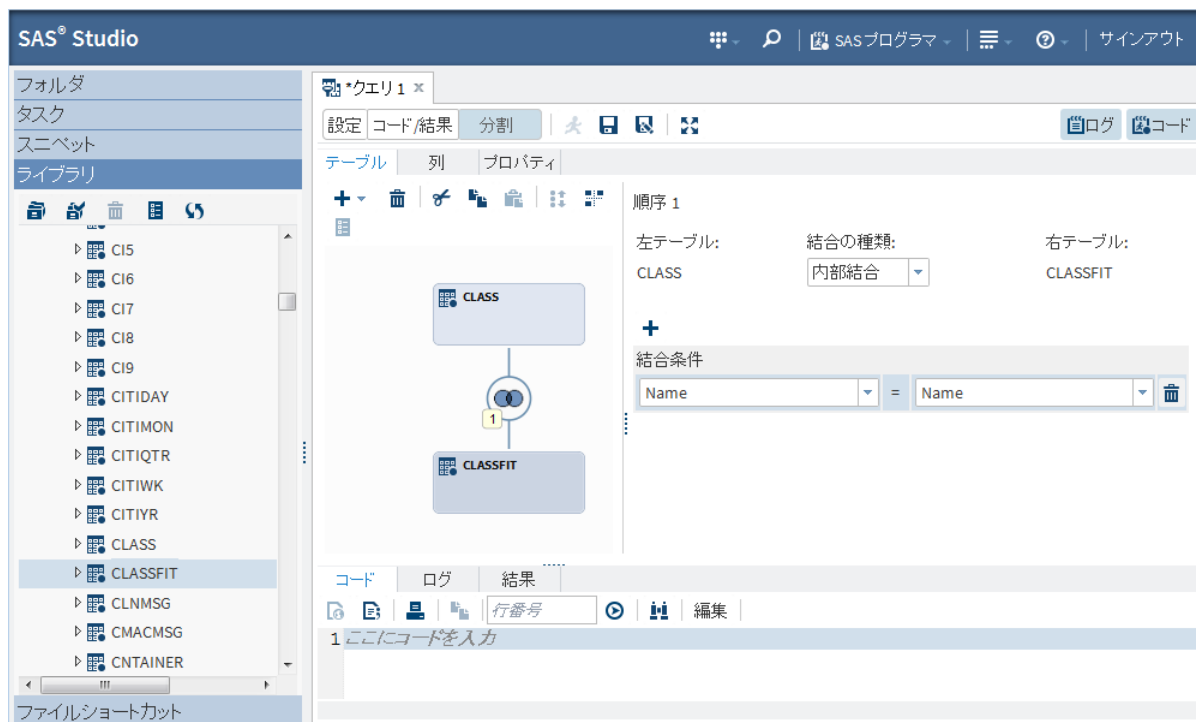 SAS® Studio
SASプログラマ
サインアウト
フォルダ
タスク
スニペット
ライブラリ
CI5
CI6
CI7
CI8
CI9
CITIDAY
CITIMON
CITIQTR
CITIWK
CITIYR
CLASS
CLASSFIT
CLNMSG
CMACMSG
CNTAINER
ファイルショートカット
*クエリ 1
設定 コード/結果 分割
ログ コード
テーブル 列 プロパティ
CLASS
1
CLASSFIT
順序 1
左テーブル: 結合の種類: 右テーブル:
CLASS 内部結合 CLASSFIT
結合条件
Name = Name
コード ログ 結果
行番号 編集
1 ここにコードを入力